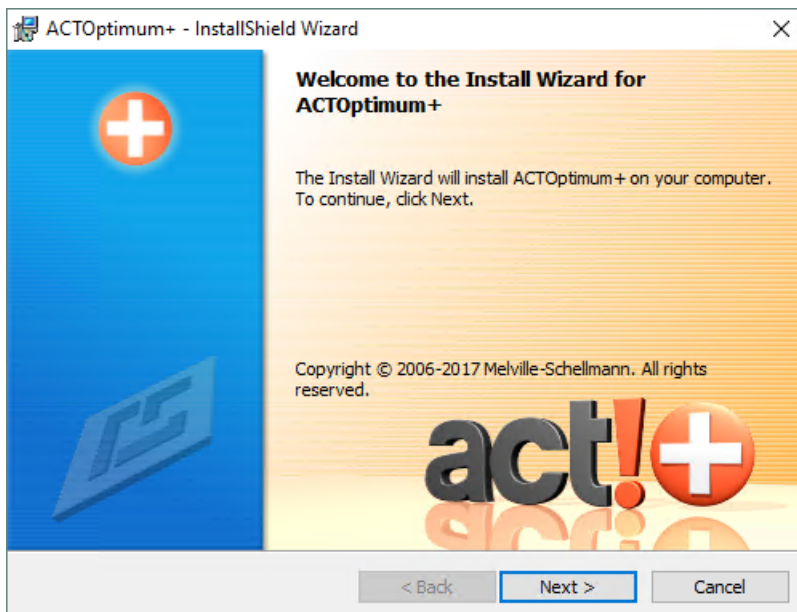 ACTOptimum+ - InstallShield Wizard
Welcome to the Install Wizard for
ACTOptimum+
The Install Wizard will install ACTOptimum+ on your computer.
To continue, click Next.
Copyright © 2006-2017 Melville-Schellmann. All rights
reserved.
act!+
< Back
Next >
Cancel